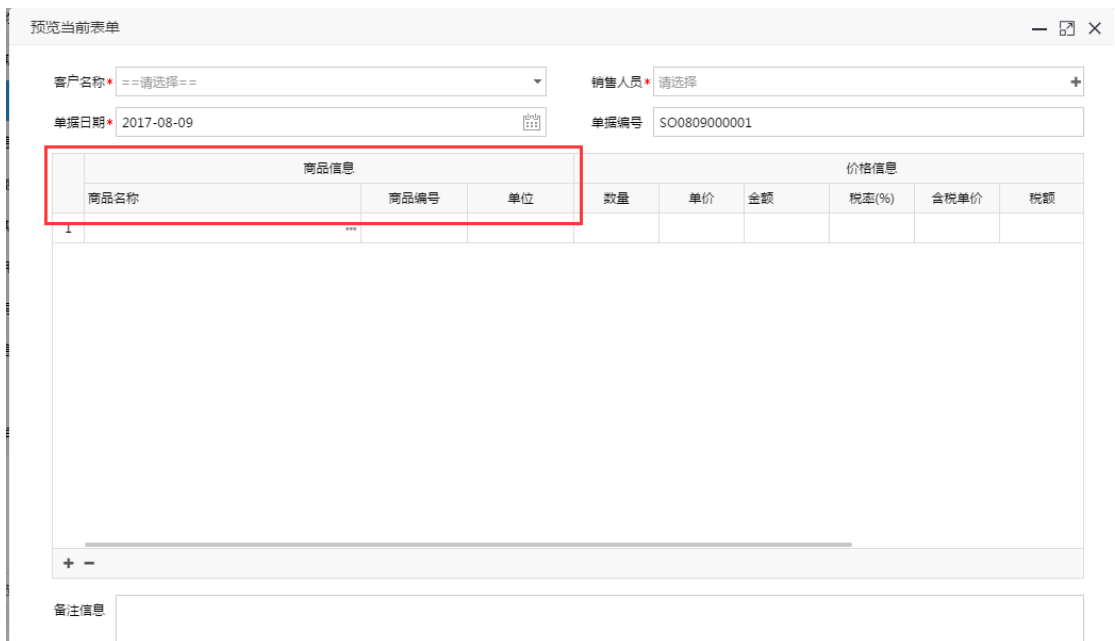 预览当前表单
客户名称* ==请选择== 销售人员* 请选择
单据日期* 2017-08-09 单据编号 SO0809000001
商品信息 价格信息
商品名称 商品编号 单位 数量 单价 金额 税率(%) 含税单价 税额
1 ...
备注信息